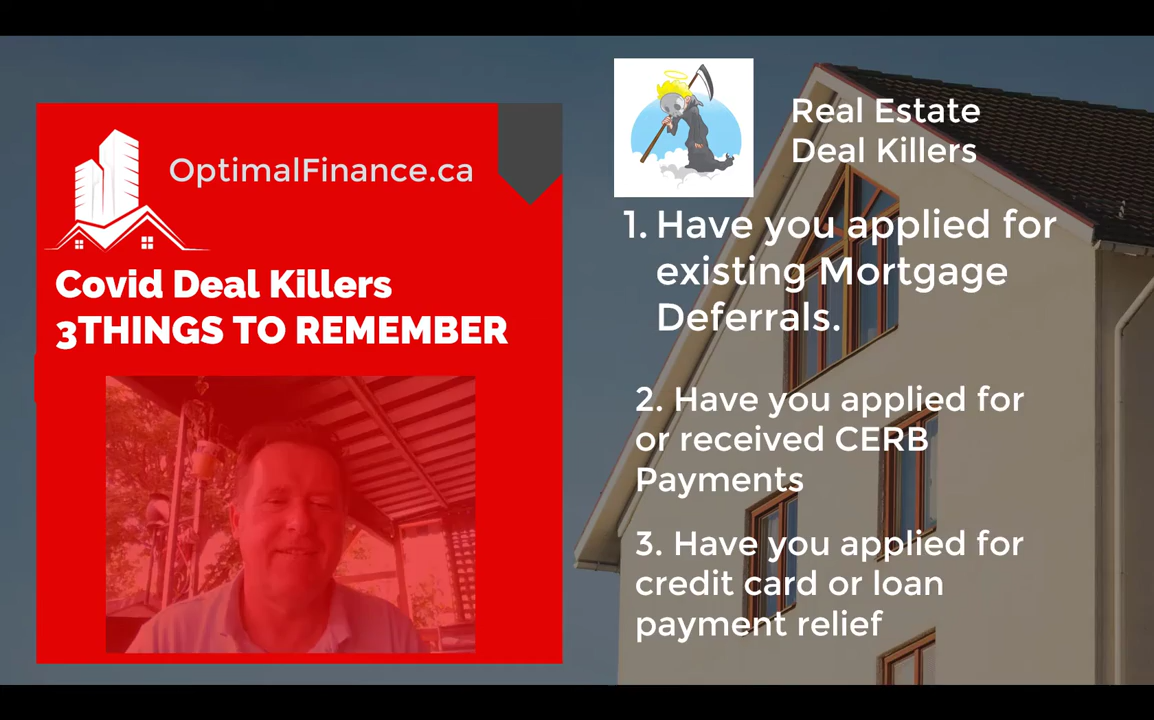 OptimalFinance.ca
Covid Deal Killers
3THINGS TO REMEMBER
Real Estate
Deal Killers
1. Have you applied for
existing Mortgage
Deferrals.
2. Have you applied for
or received CERB
Payments
3. Have you applied for
credit card or loan
payment relief